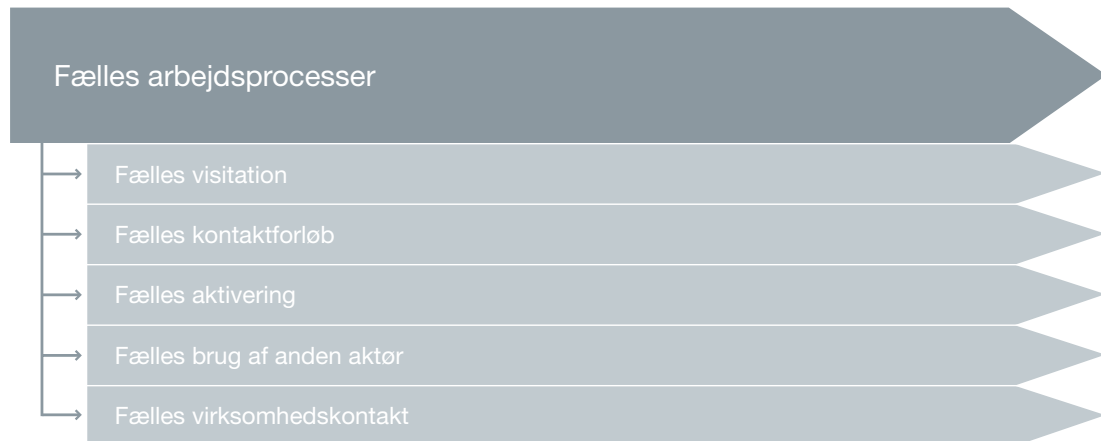 Fælles arbejdsprocesser
Fælles visitation
Fælles kontaktforløb
Fælles aktivering
Fælles brug af anden aktør
Fælles virksomhedskontakt